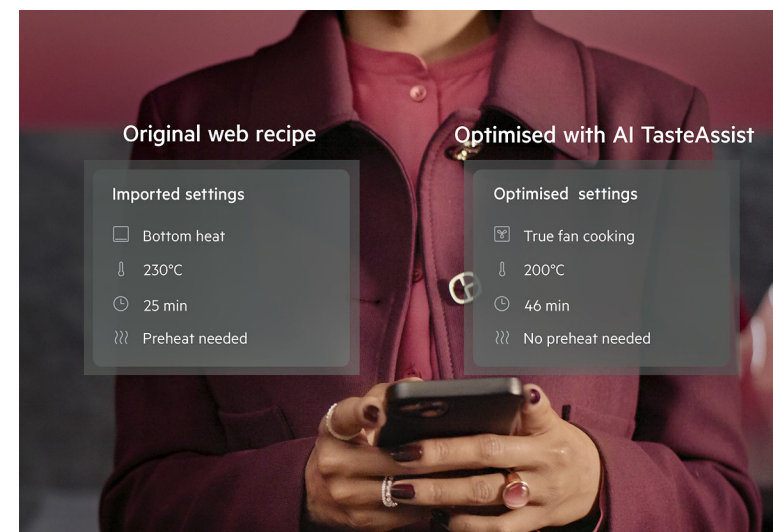 Original web recipe
Imported settings
Bottom heat
230°C
25 min
Preheat needed
Optimised with AI TasteAssist
Optimised settings
True fan cooking
200°C
46 min
No preheat needed